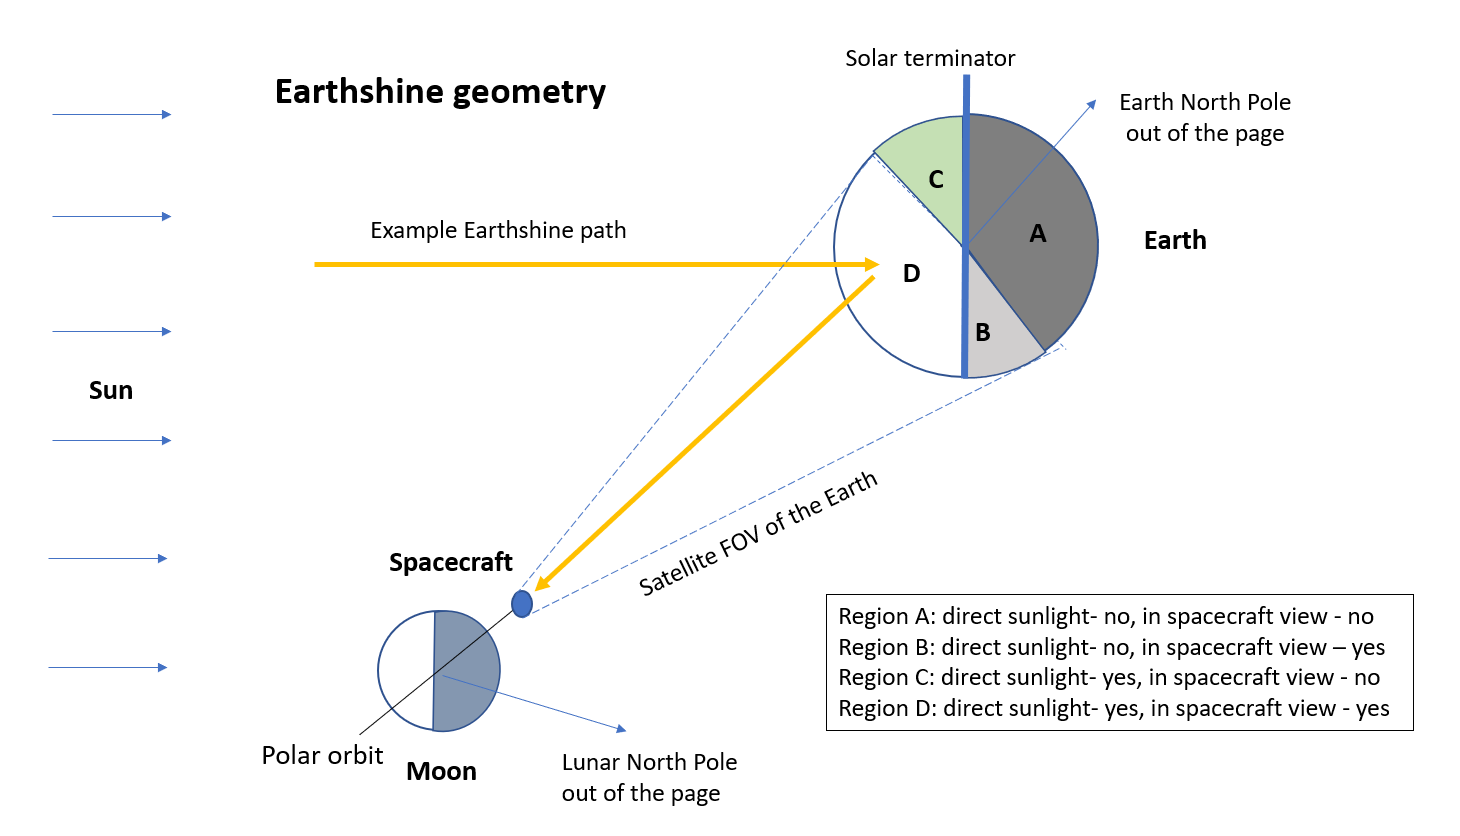 Solar terminator
Earthshine geometry
Earth North Pole
out of the page
C
A
Example Earthshine path
Earth
D
B
Sun
Satellite FOV of the Earth
Spacecraft
Region A: direct sunlight- no, in spacecraft view - no
Region B: direct sunlight- no, in spacecraft view – yes
Region C: direct sunlight- yes, in spacecraft view - no
Region D: direct sunlight- yes, in spacecraft view - yes
Polar orbit
Moon
Lunar North Pole
out of the page